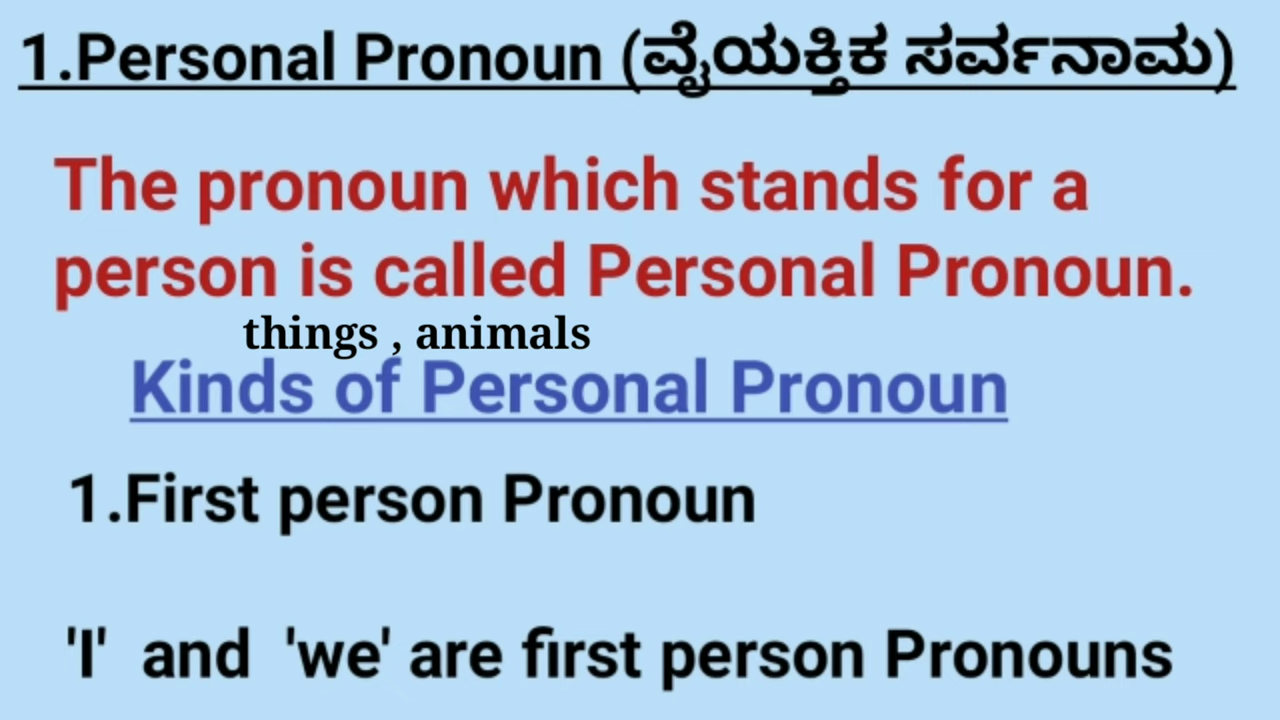 1.Personal Pronoun (ವೈಯಕ್ತಿಕ ಸರ್ವನಾಮ)
The pronoun which stands for a
person is called Personal Pronoun.
things , animals
Kinds of Personal Pronoun
1.First person Pronoun
'I' and 'we' are first person Pronouns